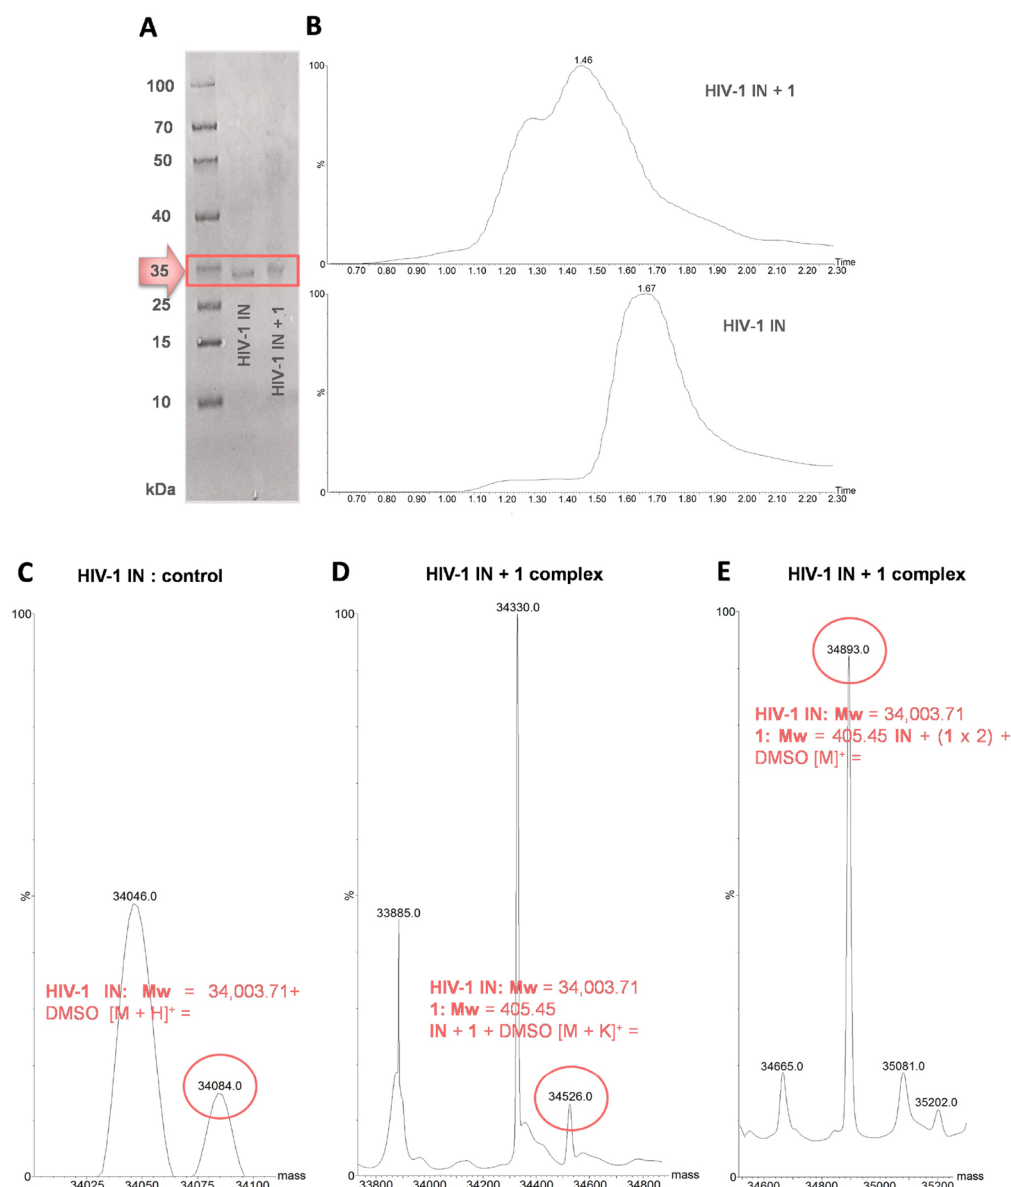 A
100
70
50
40
35
25
15
10
kDa
HIV-1 IN
HIV-1 IN + 1
B
HIV-1 IN + 1
1.46
100
%
0
0.70 0.80 0.90 1.00 1.10 1.20 1.30 1.40 1.50 1.60 1.70 1.80 1.90 2.00 2.10 2.20 2.30
Time
HIV-1 IN
1.67
100
%
0
0.70 0.80 0.90 1.00 1.10 1.20 1.30 1.40 1.50 1.60 1.70 1.80 1.90 2.00 2.10 2.20 2.30
Time
C
HIV-1 IN : control
100
%
0
34046.0
HIV-1 IN: Mw = 34,003.71+
DMSO [M + H]⁺ =
34084.0
34025 34050 34075 34100
mass
D
HIV-1 IN + 1 complex
100
%
0
34330.0
33885.0
HIV-1 IN: Mw = 34,003.71
1: Mw = 405.45
IN + 1 + DMSO [M + K]⁺ =
34526.0
33800 34000 34200 34400 34600 34800
mass
E
HIV-1 IN + 1 complex
100
%
0
34893.0
HIV-1 IN: Mw = 34,003.71
1: Mw = 405.45 IN + (1 x 2) +
DMSO [M]⁺ =
34665.0
35081.0
35202.0
34600 34800 35000 35200
mass